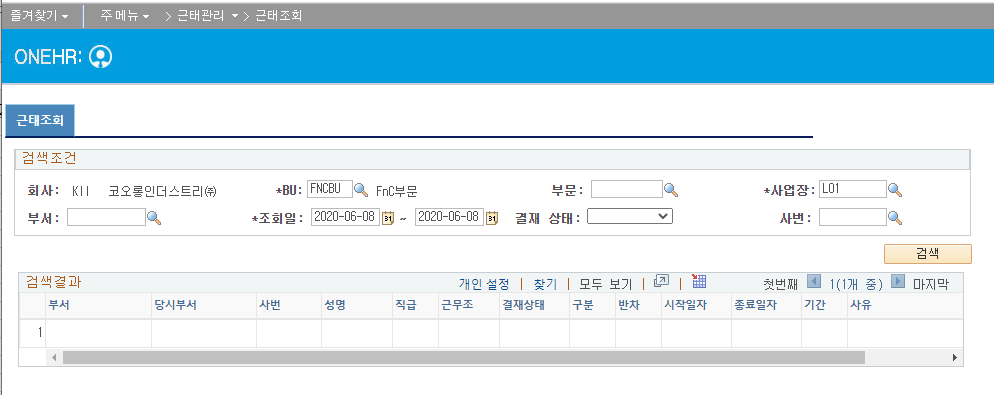 즐겨찾기 주 메뉴 > 근태관리 > 근태조회
ONEHR:
근태조회
검색조건
회사: KII 코오롱인더스트리㈜ *BU: FNCBU FnC부문 부문: *사업장: L01
부서: *조회일: 2020-06-08 31 ~ 2020-06-08 31 결재 상태: 사번:
검색
검색결과 개인 설정 | 찾기 | 모두 보기 | | 첫번째 1(1개 중) 마지막
부서 당시부서 사번 성명 직급 근무조 결재상태 구분 반차 시작일자 종료일자 기간 사유
1